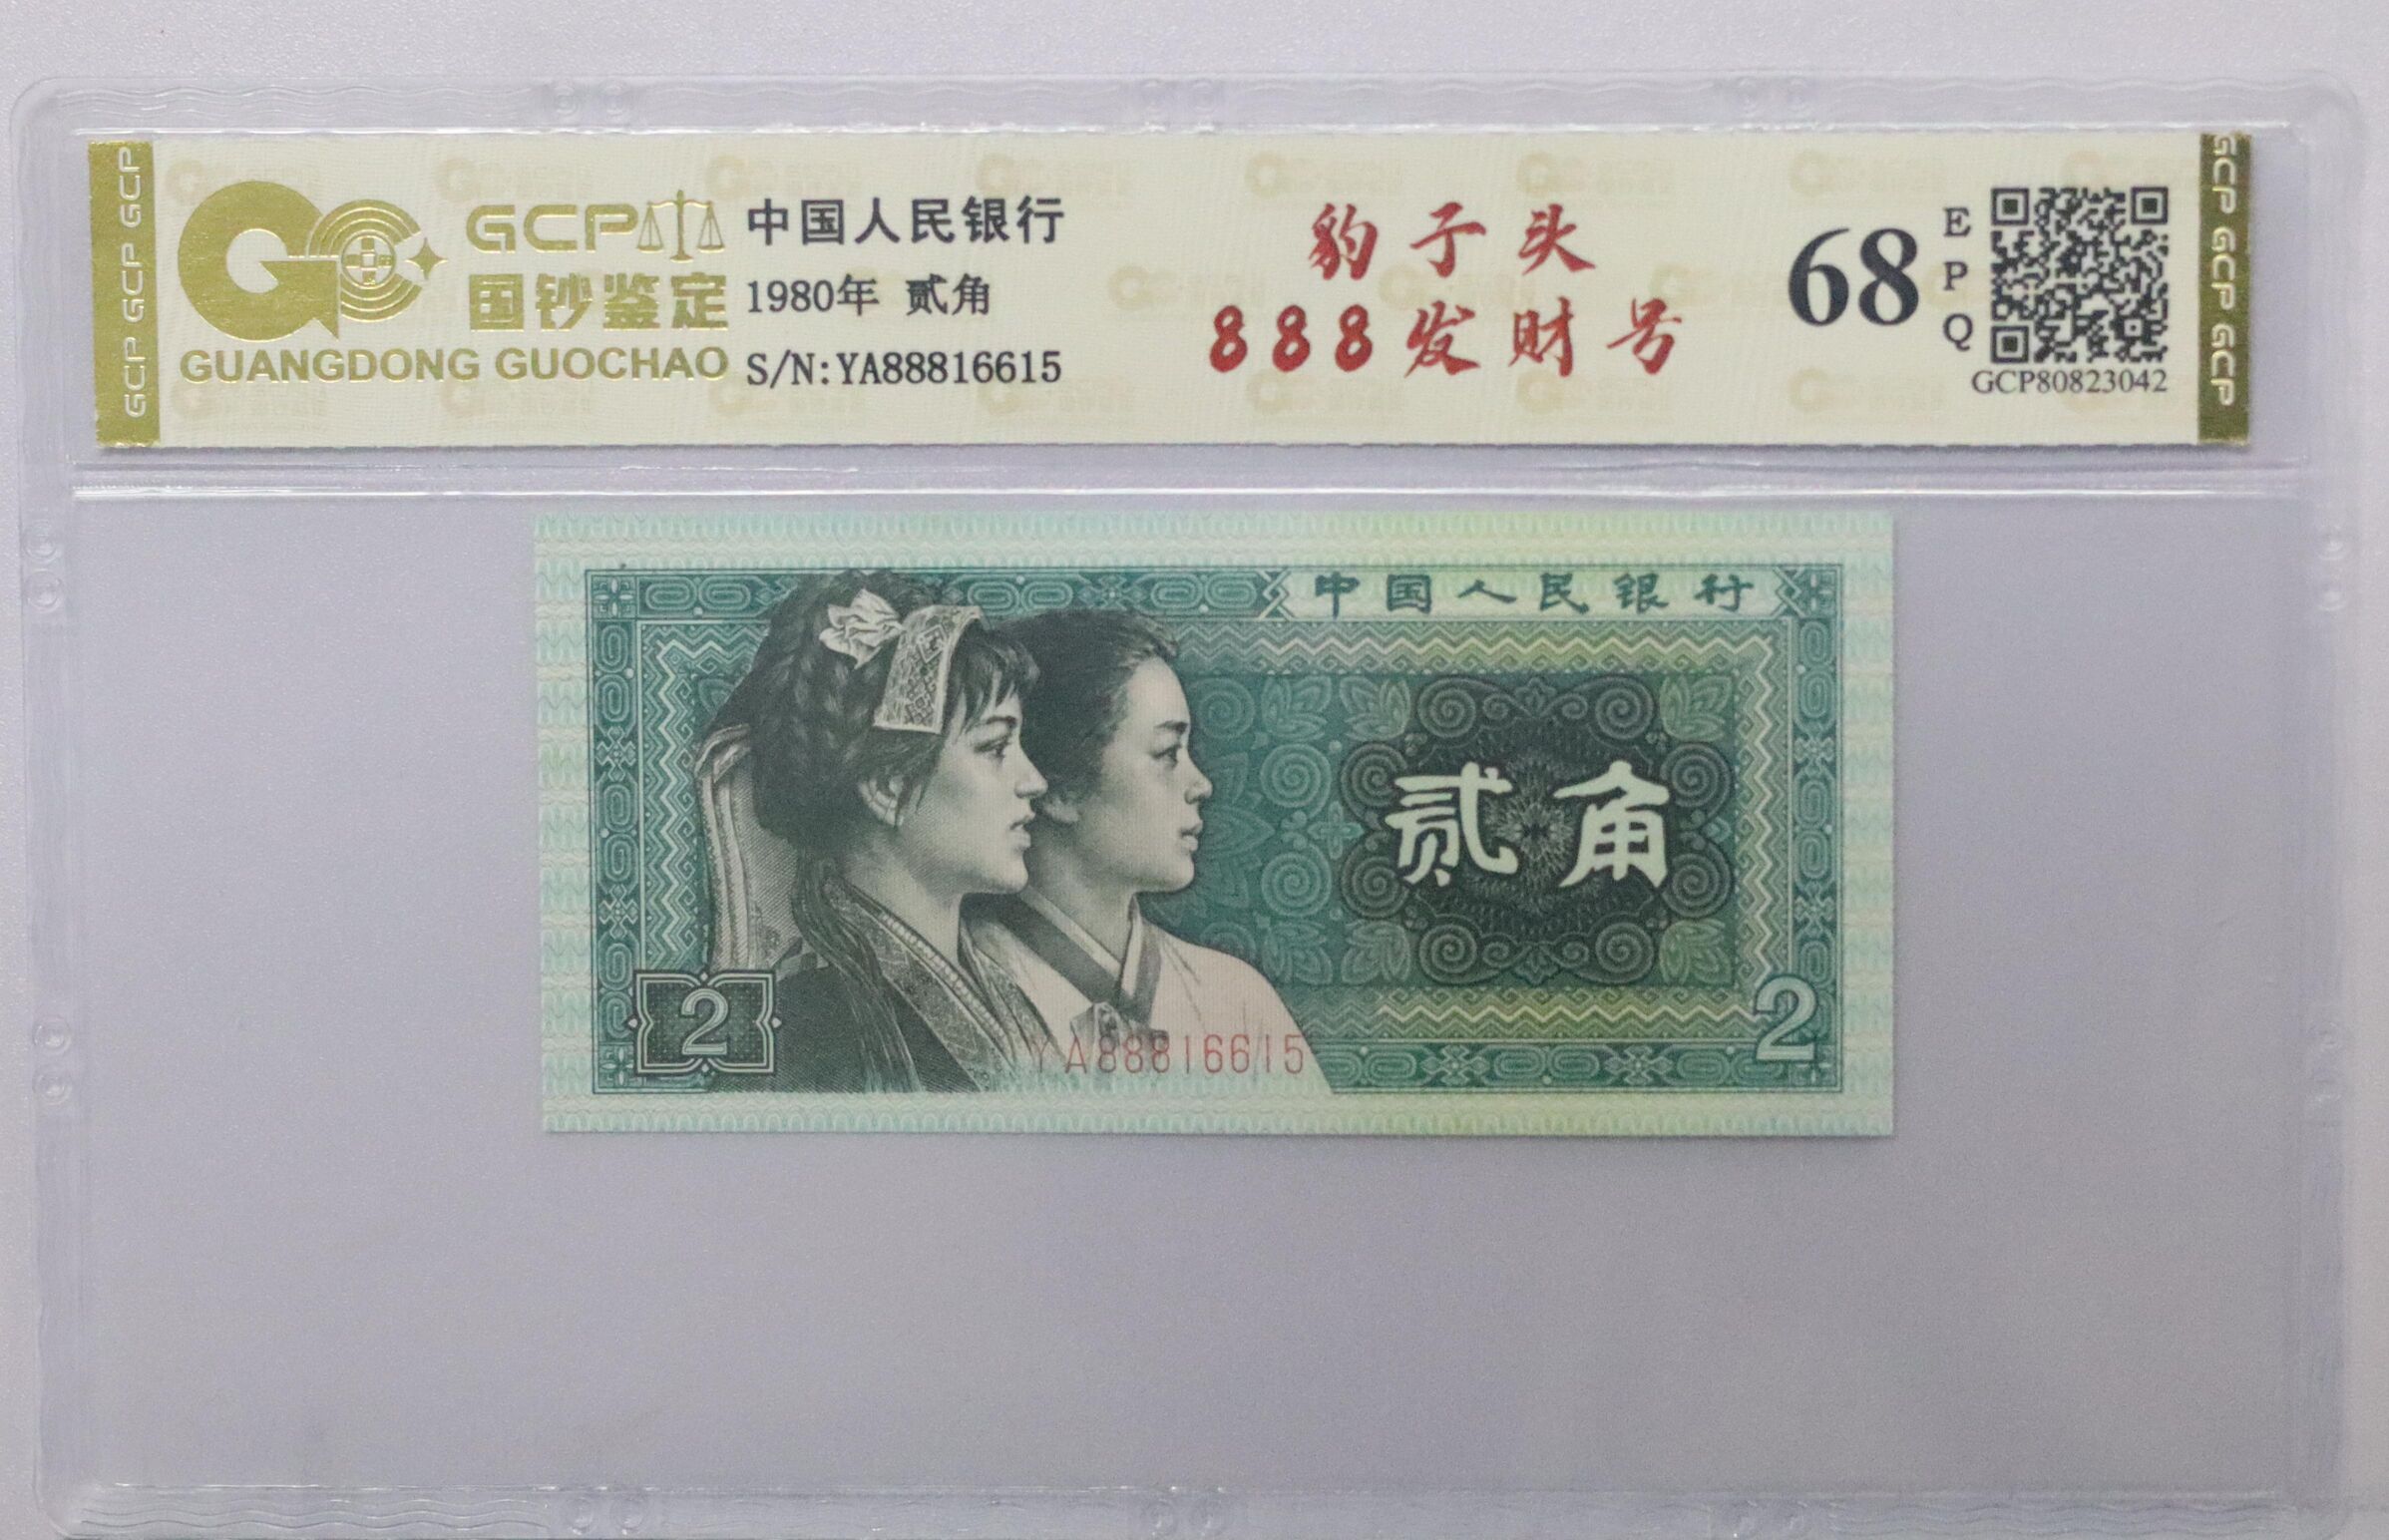 GCP GCP GCP
GCP
国钞鉴定
GUANGDONG GUOCHAO
中国人民银行
1980年 贰角
S/N:YA88816615
豹子头
888发财号
68
EPQ
GCP80823042
GCP GCP GCP
中国人民银行
贰角
2
YA88816615
2